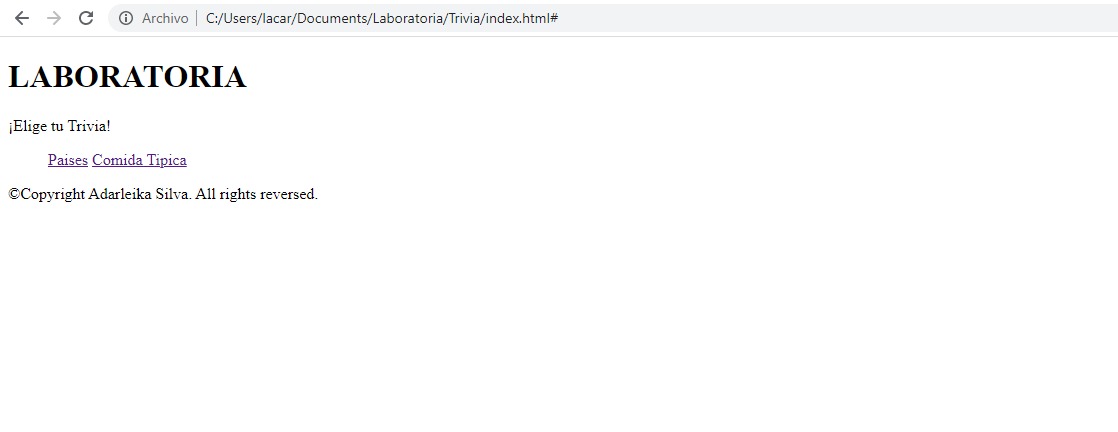 Archivo | C:/Users/lacar/Documents/Laboratoria/Trivia/index.html#
LABORATORIA
¡Elige tu Trivia!
Paises Comida Tipica
©Copyright Adarleika Silva. All rights reversed.